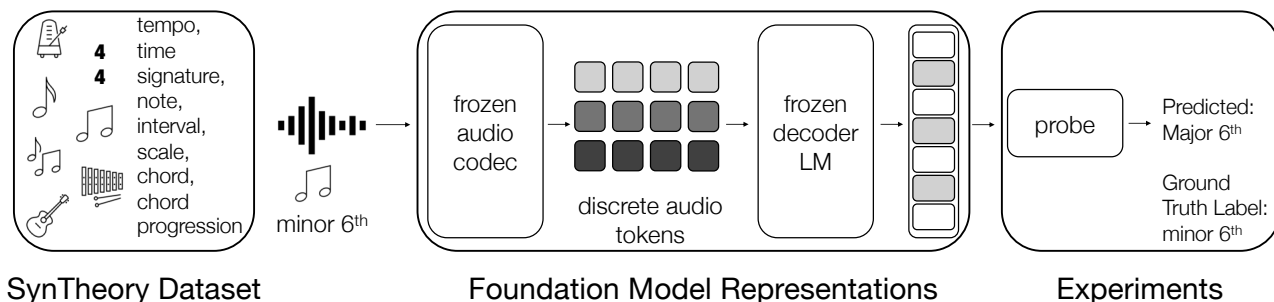 tempo,
4 time
4 signature,
note,
interval,
scale,
chord,
chord
progression
minor 6th
frozen
audio
codec
discrete audio
tokens
frozen
decoder
LM
probe
Predicted:
Major 6th
Ground
Truth Label:
minor 6th
SynTheory Dataset
Foundation Model Representations
Experiments